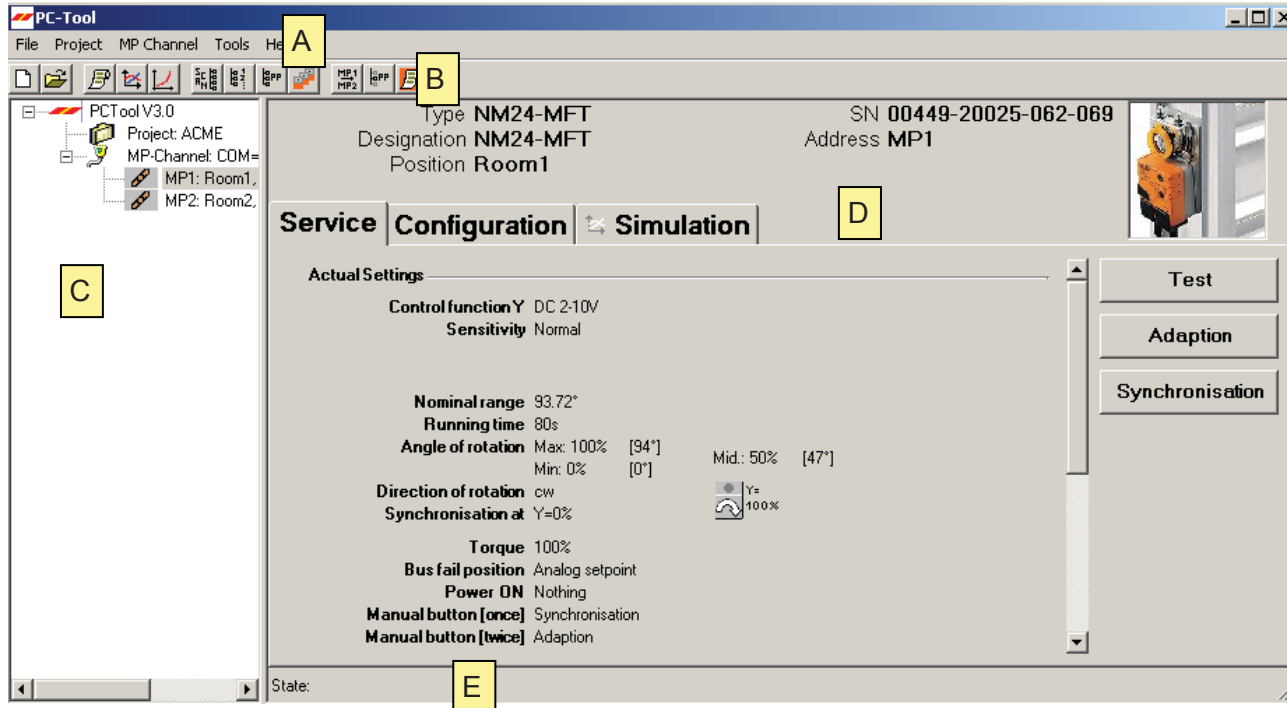 PC-Tool
File Project MP Channel Tools He
A
B
PCTool V3.0
Project: ACME
MP-Channel: COM=
MP1: Room1,
MP2: Room2,
C
Type NM24-MFT
SN 00449-20025-062-069
Designation NM24-MFT
Address MP1
Position Room1
D
Service Configuration Simulation
Actual Settings
Control function Y DC 2-10V
Sensitivity Normal
Nominal range 93.72°
Running time 80s
Angle of rotation Max: 100% [94°]
Min: 0% [0°]
Mid.: 50% [47°]
Direction of rotation cw
Y=
100%
Synchronisation at Y=0%
Torque 100%
Bus fail position Analog setpoint
Power ON Nothing
Manual button [once] Synchronisation
Manual button [twice] Adaption
Test
Adaption
Synchronisation
State:
E